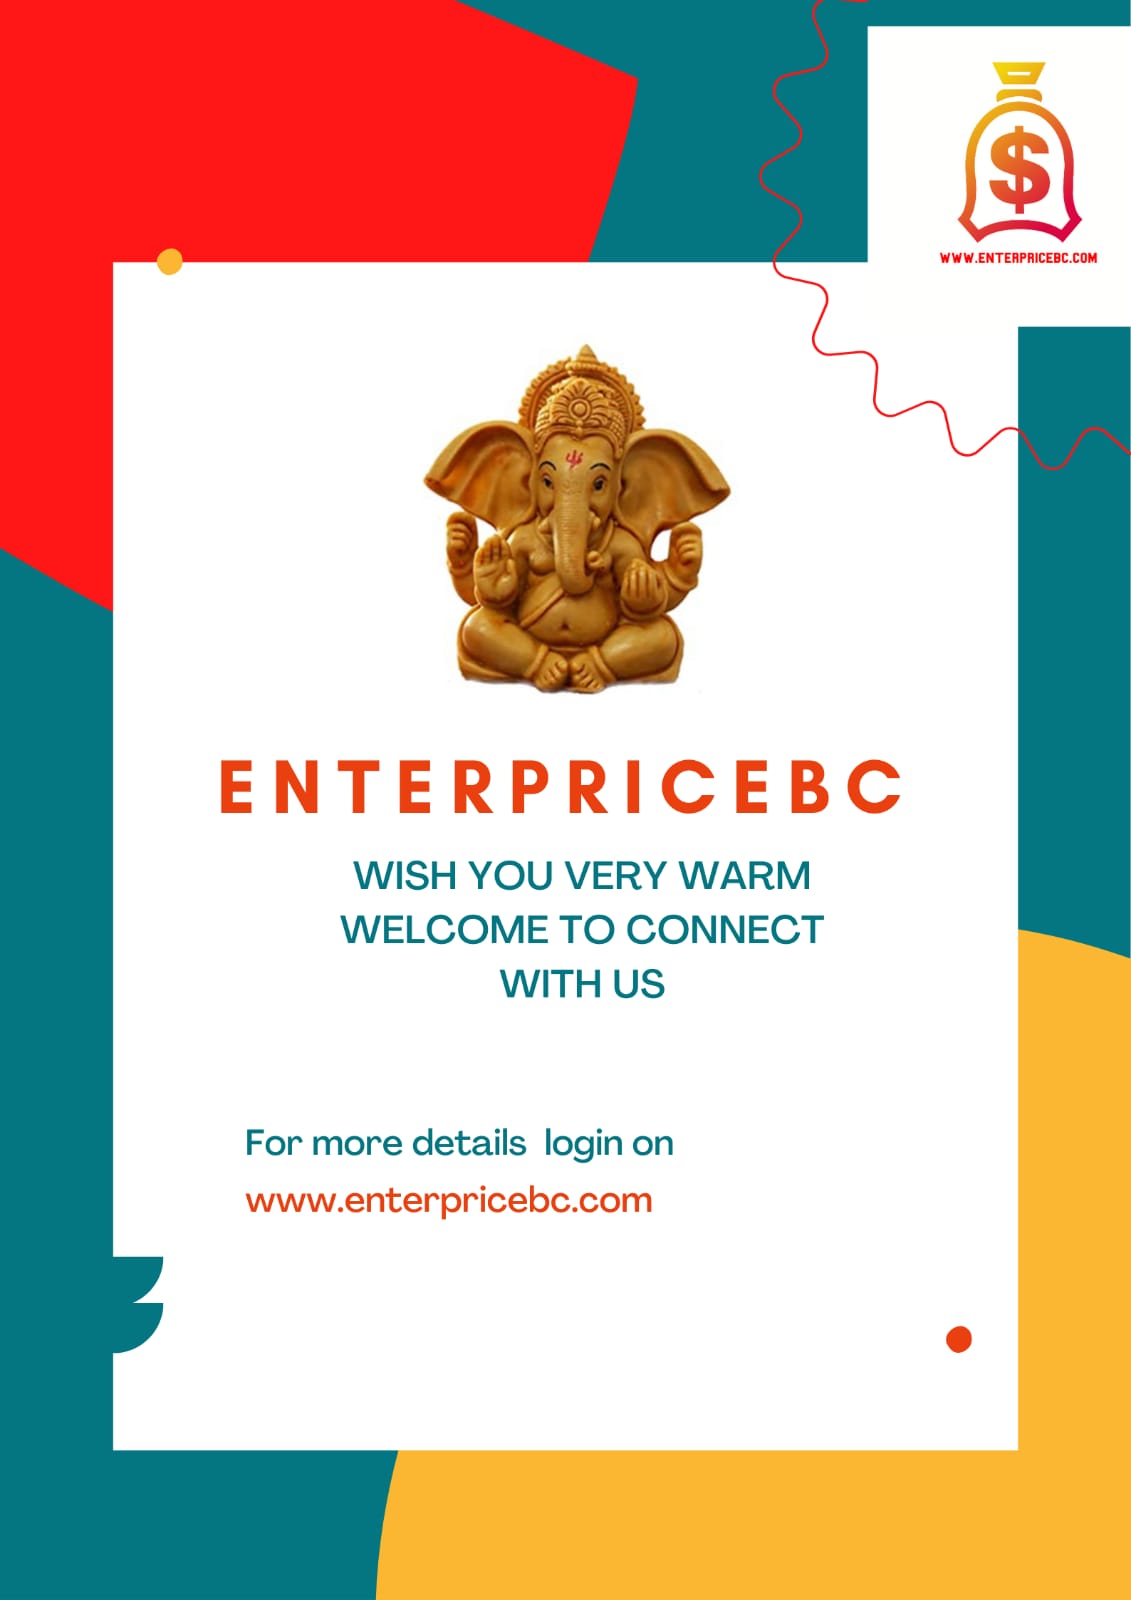 WWW.ENTERPRICEBC.COM
ENTERPRICEBC
WISH YOU VERY WARM
WELCOME TO CONNECT
WITH US
For more details login on
www.enterpricebc.com